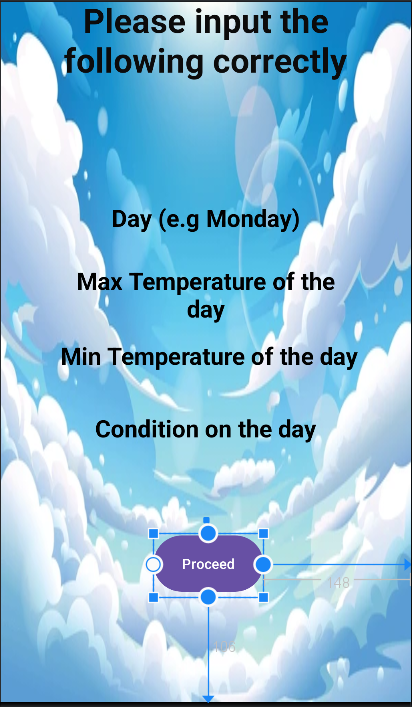 Please input the
following correctly
Day (e.g Monday)
Max Temperature of the
day
Min Temperature of the day
Condition on the day
Proceed
148